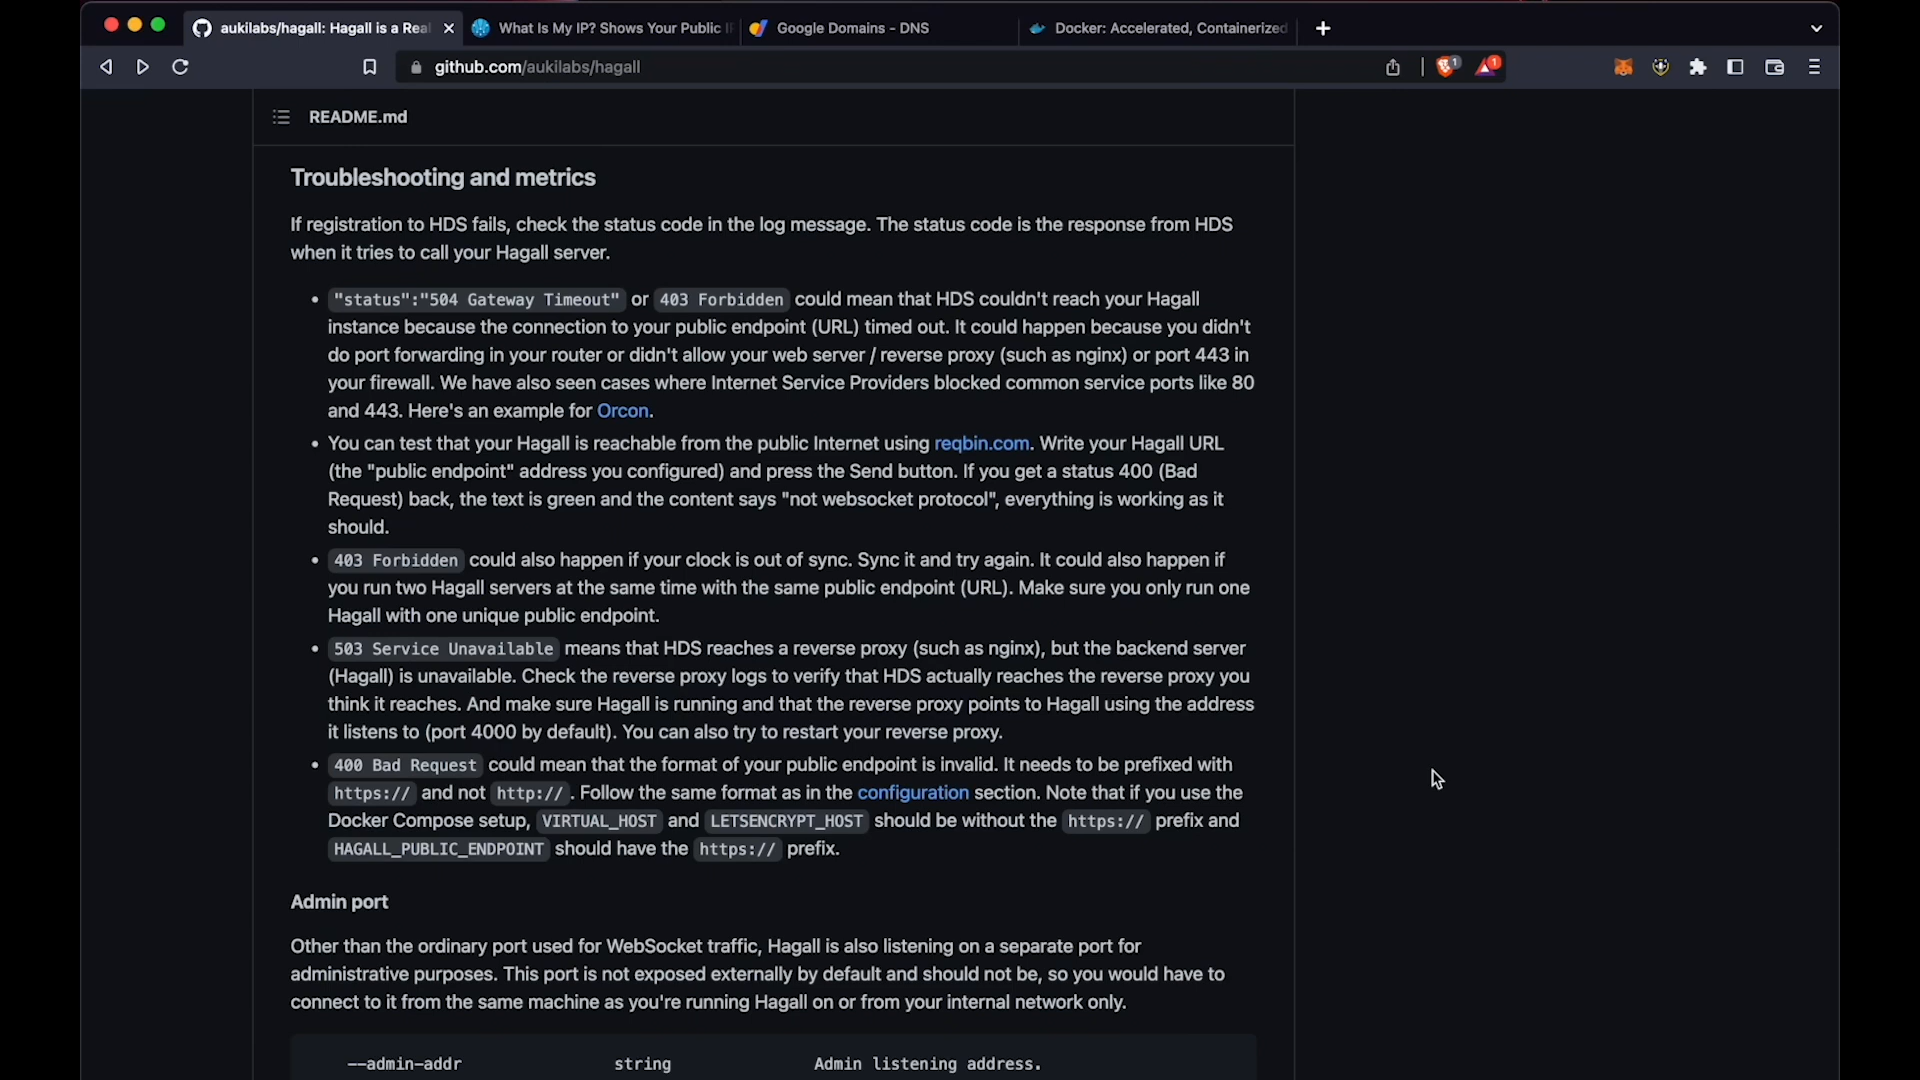 aukilabs/hagall: Hagall is a Rea
What Is My IP? Shows Your Public I
Google Domains - DNS
Docker: Accelerated, Containerized
github.com/aukilabs/hagall
1
1
README.md
Troubleshooting and metrics
If registration to HDS fails, check the status code in the log message. The status code is the response from HDS
when it tries to call your Hagall server.
• "status":"504 Gateway Timeout" or 403 Forbidden could mean that HDS couldn't reach your Hagall
instance because the connection to your public endpoint (URL) timed out. It could happen because you didn't
do port forwarding in your router or didn't allow your web server / reverse proxy (such as nginx) or port 443 in
your firewall. We have also seen cases where Internet Service Providers blocked common service ports like 80
and 443. Here's an example for Orcon.
• You can test that your Hagall is reachable from the public Internet using reqbin.com. Write your Hagall URL
(the "public endpoint" address you configured) and press the Send button. If you get a status 400 (Bad
Request) back, the text is green and the content says "not websocket protocol", everything is working as it
should.
• 403 Forbidden could also happen if your clock is out of sync. Sync it and try again. It could also happen if
you run two Hagall servers at the same time with the same public endpoint (URL). Make sure you only run one
Hagall with one unique public endpoint.
• 503 Service Unavailable means that HDS reaches a reverse proxy (such as nginx), but the backend server
(Hagall) is unavailable. Check the reverse proxy logs to verify that HDS actually reaches the reverse proxy you
think it reaches. And make sure Hagall is running and that the reverse proxy points to Hagall using the address
it listens to (port 4000 by default). You can also try to restart your reverse proxy.
• 400 Bad Request could mean that the format of your public endpoint is invalid. It needs to be prefixed with
https:// and not http:// . Follow the same format as in the configuration section. Note that if you use the
Docker Compose setup, VIRTUAL_HOST and LETSENCRYPT_HOST should be without the https:// prefix and
HAGALL_PUBLIC_ENDPOINT should have the https:// prefix.
Admin port
Other than the ordinary port used for WebSocket traffic, Hagall is also listening on a separate port for
administrative purposes. This port is not exposed externally by default and should not be, so you would have to
connect to it from the same machine as you're running Hagall on or from your internal network only.
--admin-addr string Admin listening address.